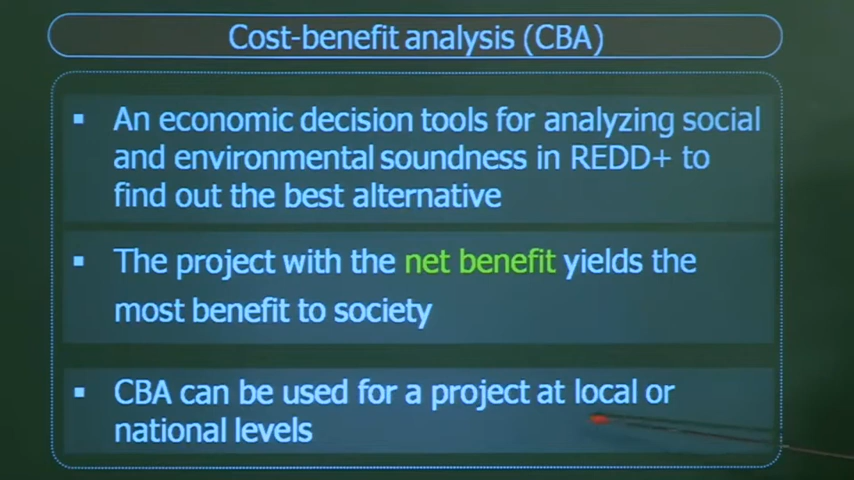 Cost-benefit analysis (CBA)
▪ An economic decision tools for analyzing social
and environmental soundness in REDD+ to
find out the best alternative
▪ The project with the net benefit yields the
most benefit to society
▪ CBA can be used for a project at local or
national levels